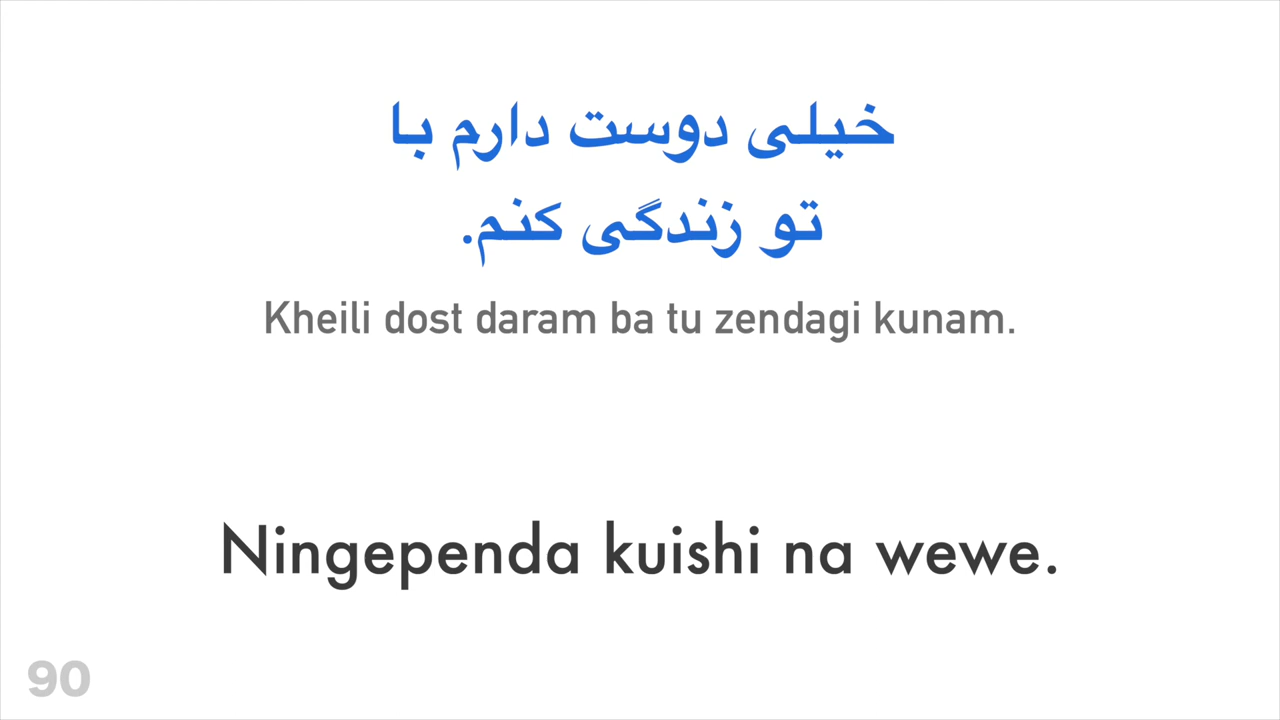 خیلی دوست دارم با
تو زندگی کنم.
Kheili dost daram ba tu zendagi kunam.
Ningependa kuishi na wewe.
90